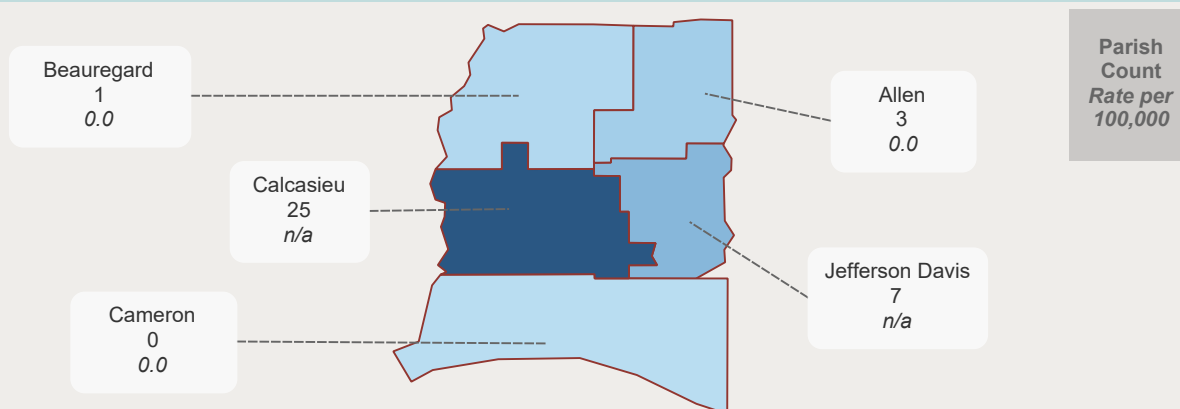 Beauregard
1
0.0
Calcasieu
25
n/a
Cameron
0
0.0
Allen
3
0.0
Jefferson Davis
7
n/a
Parish
Count
Rate per
100,000